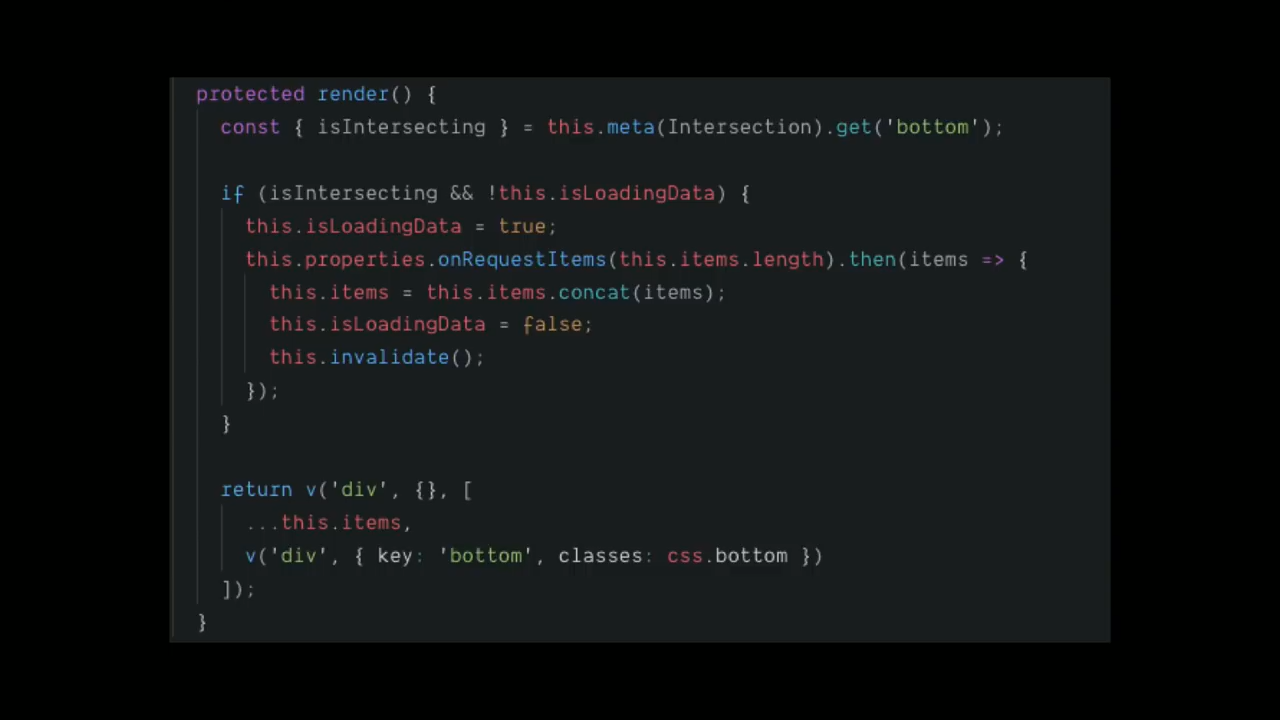 protected render() {
const { isIntersecting } = this.meta(Intersection).get('bottom');
if (isIntersecting && !this.isLoadingData) {
this.isLoadingData = true;
this.properties.onRequestItems(this.items.length).then(items => {
this.items = this.items.concat(items);
this.isLoadingData = false;
this.invalidate();
});
}
return v('div', {}, [
...this.items,
v('div', { key: 'bottom', classes: css.bottom })
]);
}